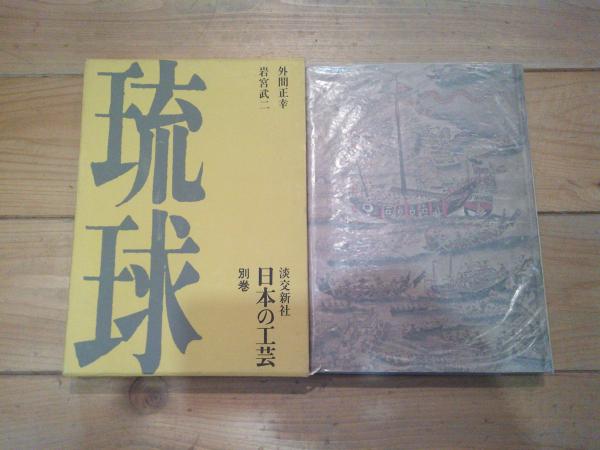 琉球
外間正幸
岩宮武二
淡交新社
日本の工芸
別巻